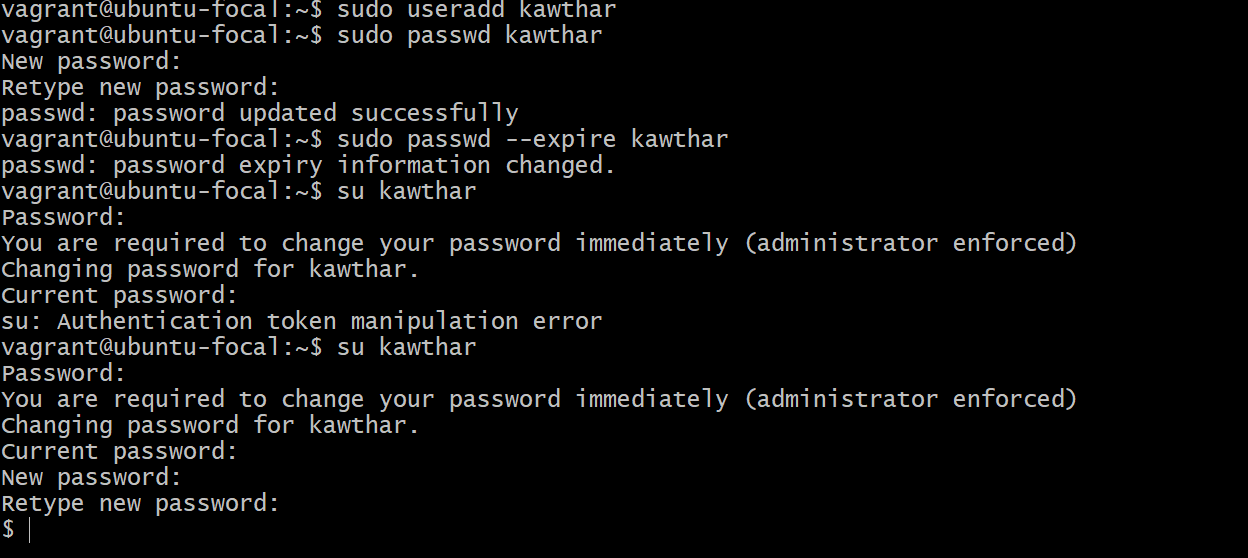 vagrant@ubuntu-focal:~$ sudo useradd kawthar
vagrant@ubuntu-focal:~$ sudo passwd kawthar
New password:
Retype new password:
passwd: password updated successfully
vagrant@ubuntu-focal:~$ sudo passwd --expire kawthar
passwd: password expiry information changed.
vagrant@ubuntu-focal:~$ su kawthar
Password:
You are required to change your password immediately (administrator enforced)
Changing password for kawthar.
Current password:
su: Authentication token manipulation error
vagrant@ubuntu-focal:~$ su kawthar
Password:
You are required to change your password immediately (administrator enforced)
Changing password for kawthar.
Current password:
New password:
Retype new password:
$